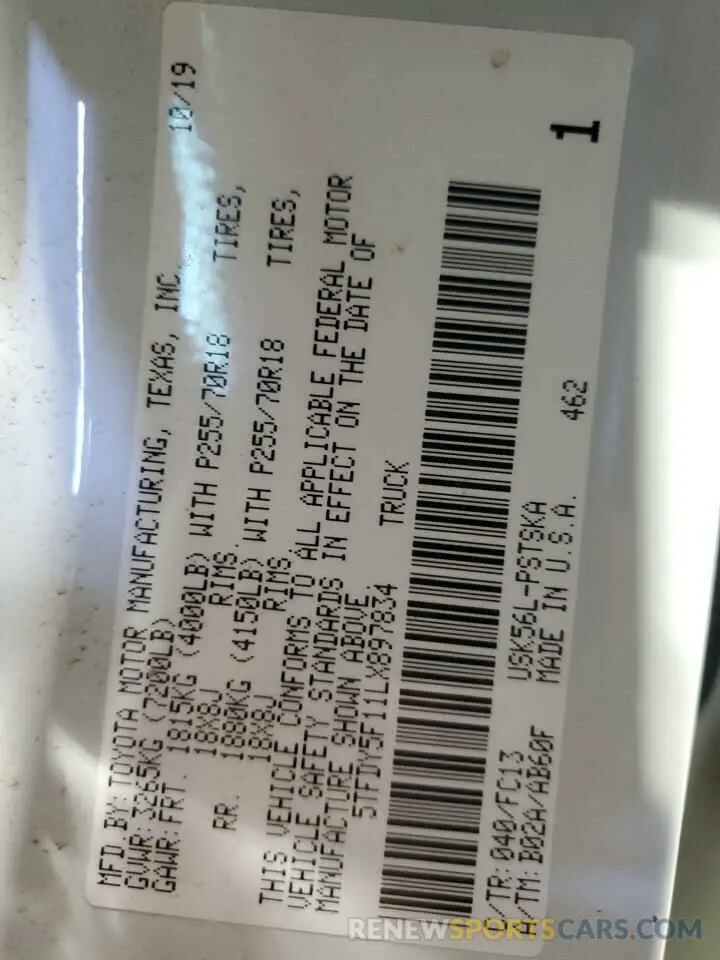 MFD BY: TOYOTA MOTOR MANUFACTURING, TEXAS, INC. 10/19
GVWR: 3265KG (7200LB)
GAWR: FRT. 1815KG (4000LB) WITH P255/70R18 TIRES,
18X8J RIMS.
RR. 1880KG (4150LB) WITH P255/70R18 TIRES,
18X8J RIMS.
THIS VEHICLE CONFORMS TO ALL APPLICABLE FEDERAL MOTOR
VEHICLE SAFETY STANDARDS IN EFFECT ON THE DATE OF
MANUFACTURE SHOWN ABOVE
5TFDY5F11LX897834 TRUCK
1
C/TR: 040/FC13 USK56L-PSTSKA 462
A/TM: B02A/AB60F MADE IN U.S.A.
RENEWSPORTSCARS.COM